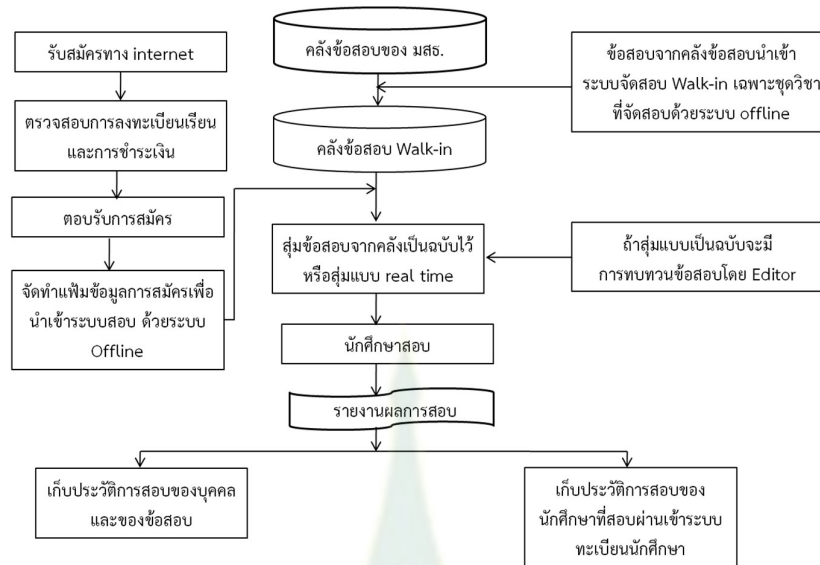 รับสมัครทาง internet
ตรวจสอบการลงทะเบียนเรียน
และการชำระเงิน
ตอบรับการสมัคร
จัดทำแฟ้มข้อมูลการสมัครเพื่อ
นำเข้าระบบสอบ ด้วยระบบ
Offline
คลังข้อสอบของ มสธ.
ข้อสอบจากคลังข้อสอบนำเข้า
ระบบจัดสอบ Walk-in เฉพาะชุดวิชา
ที่จัดสอบด้วยระบบ offline
คลังข้อสอบ Walk-in
สุ่มข้อสอบจากคลังเป็นฉบับไว้
หรือสุ่มแบบ real time
ถ้าสุ่มแบบเป็นฉบับจะมี
การทบทวนข้อสอบโดย Editor
นักศึกษาสอบ
รายงานผลการสอบ
เก็บประวัติการสอบของบุคคล
และของข้อสอบ
เก็บประวัติการสอบของ
นักศึกษาที่สอบผ่านเข้าระบบ
ทะเบียนนักศึกษา